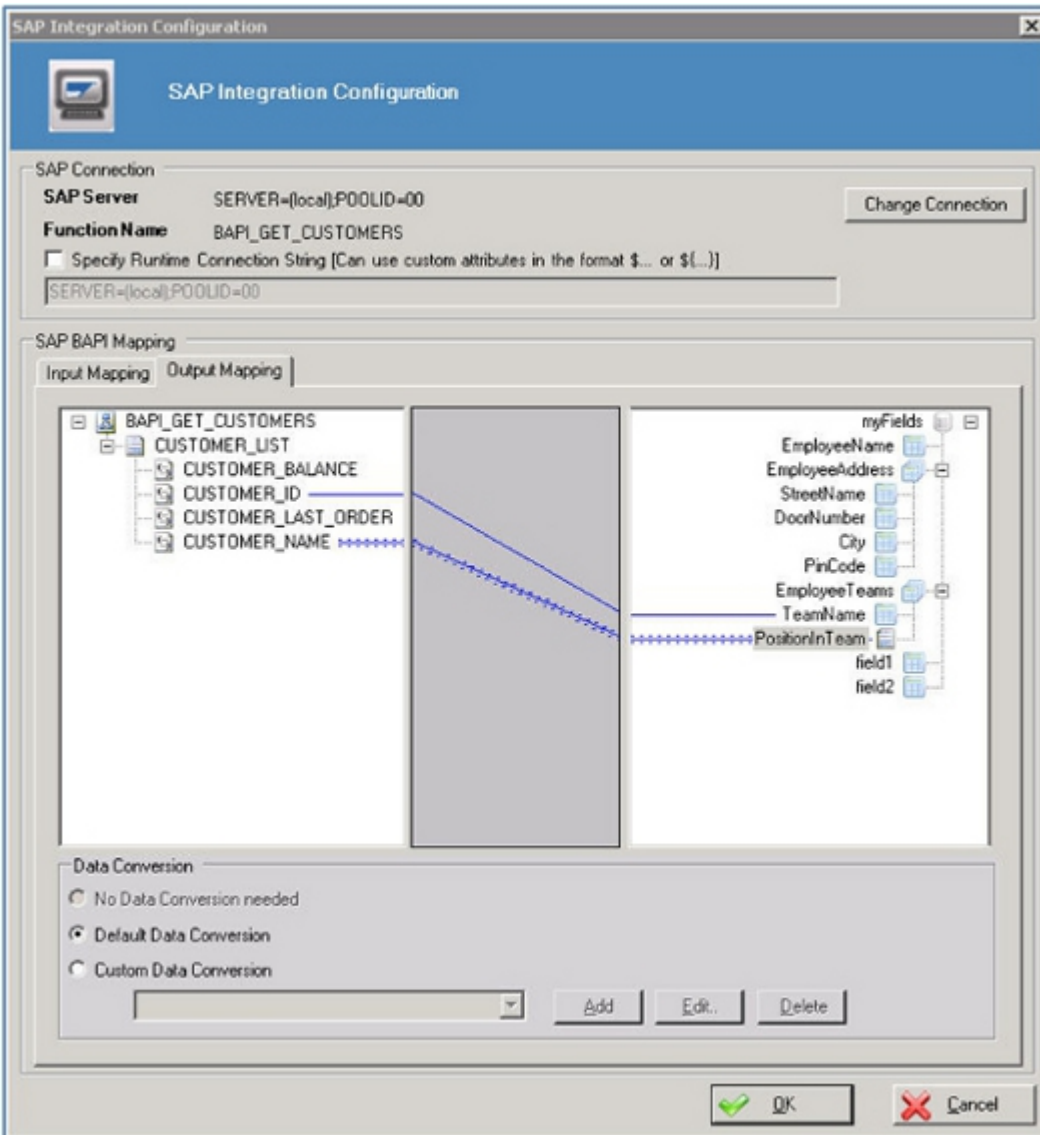 SAP Integration Configuration
SAP Integration Configuration
SAP Connection
SAP Server SERVER=(local);POOLID=00
Change Connection
Function Name BAPI_GET_CUSTOMERS
Specify Runtime Connection String [Can use custom attributes in the format $... or ${...}]
SERVER=(local);POOLID=00
SAP BAPI Mapping
Input Mapping Output Mapping
BAPI_GET_CUSTOMERS
CUSTOMER_LIST
CUSTOMER_BALANCE
CUSTOMER_ID
CUSTOMER_LAST_ORDER
CUSTOMER_NAME
myFields
EmployeeName
EmployeeAddress
StreetName
DoorNumber
City
PinCode
EmployeeTeams
TeamName
PositionInTeam
field1
field2
Data Conversion
No Data Conversion needed
Default Data Conversion
Custom Data Conversion
Add Edit.. Delete
OK Cancel